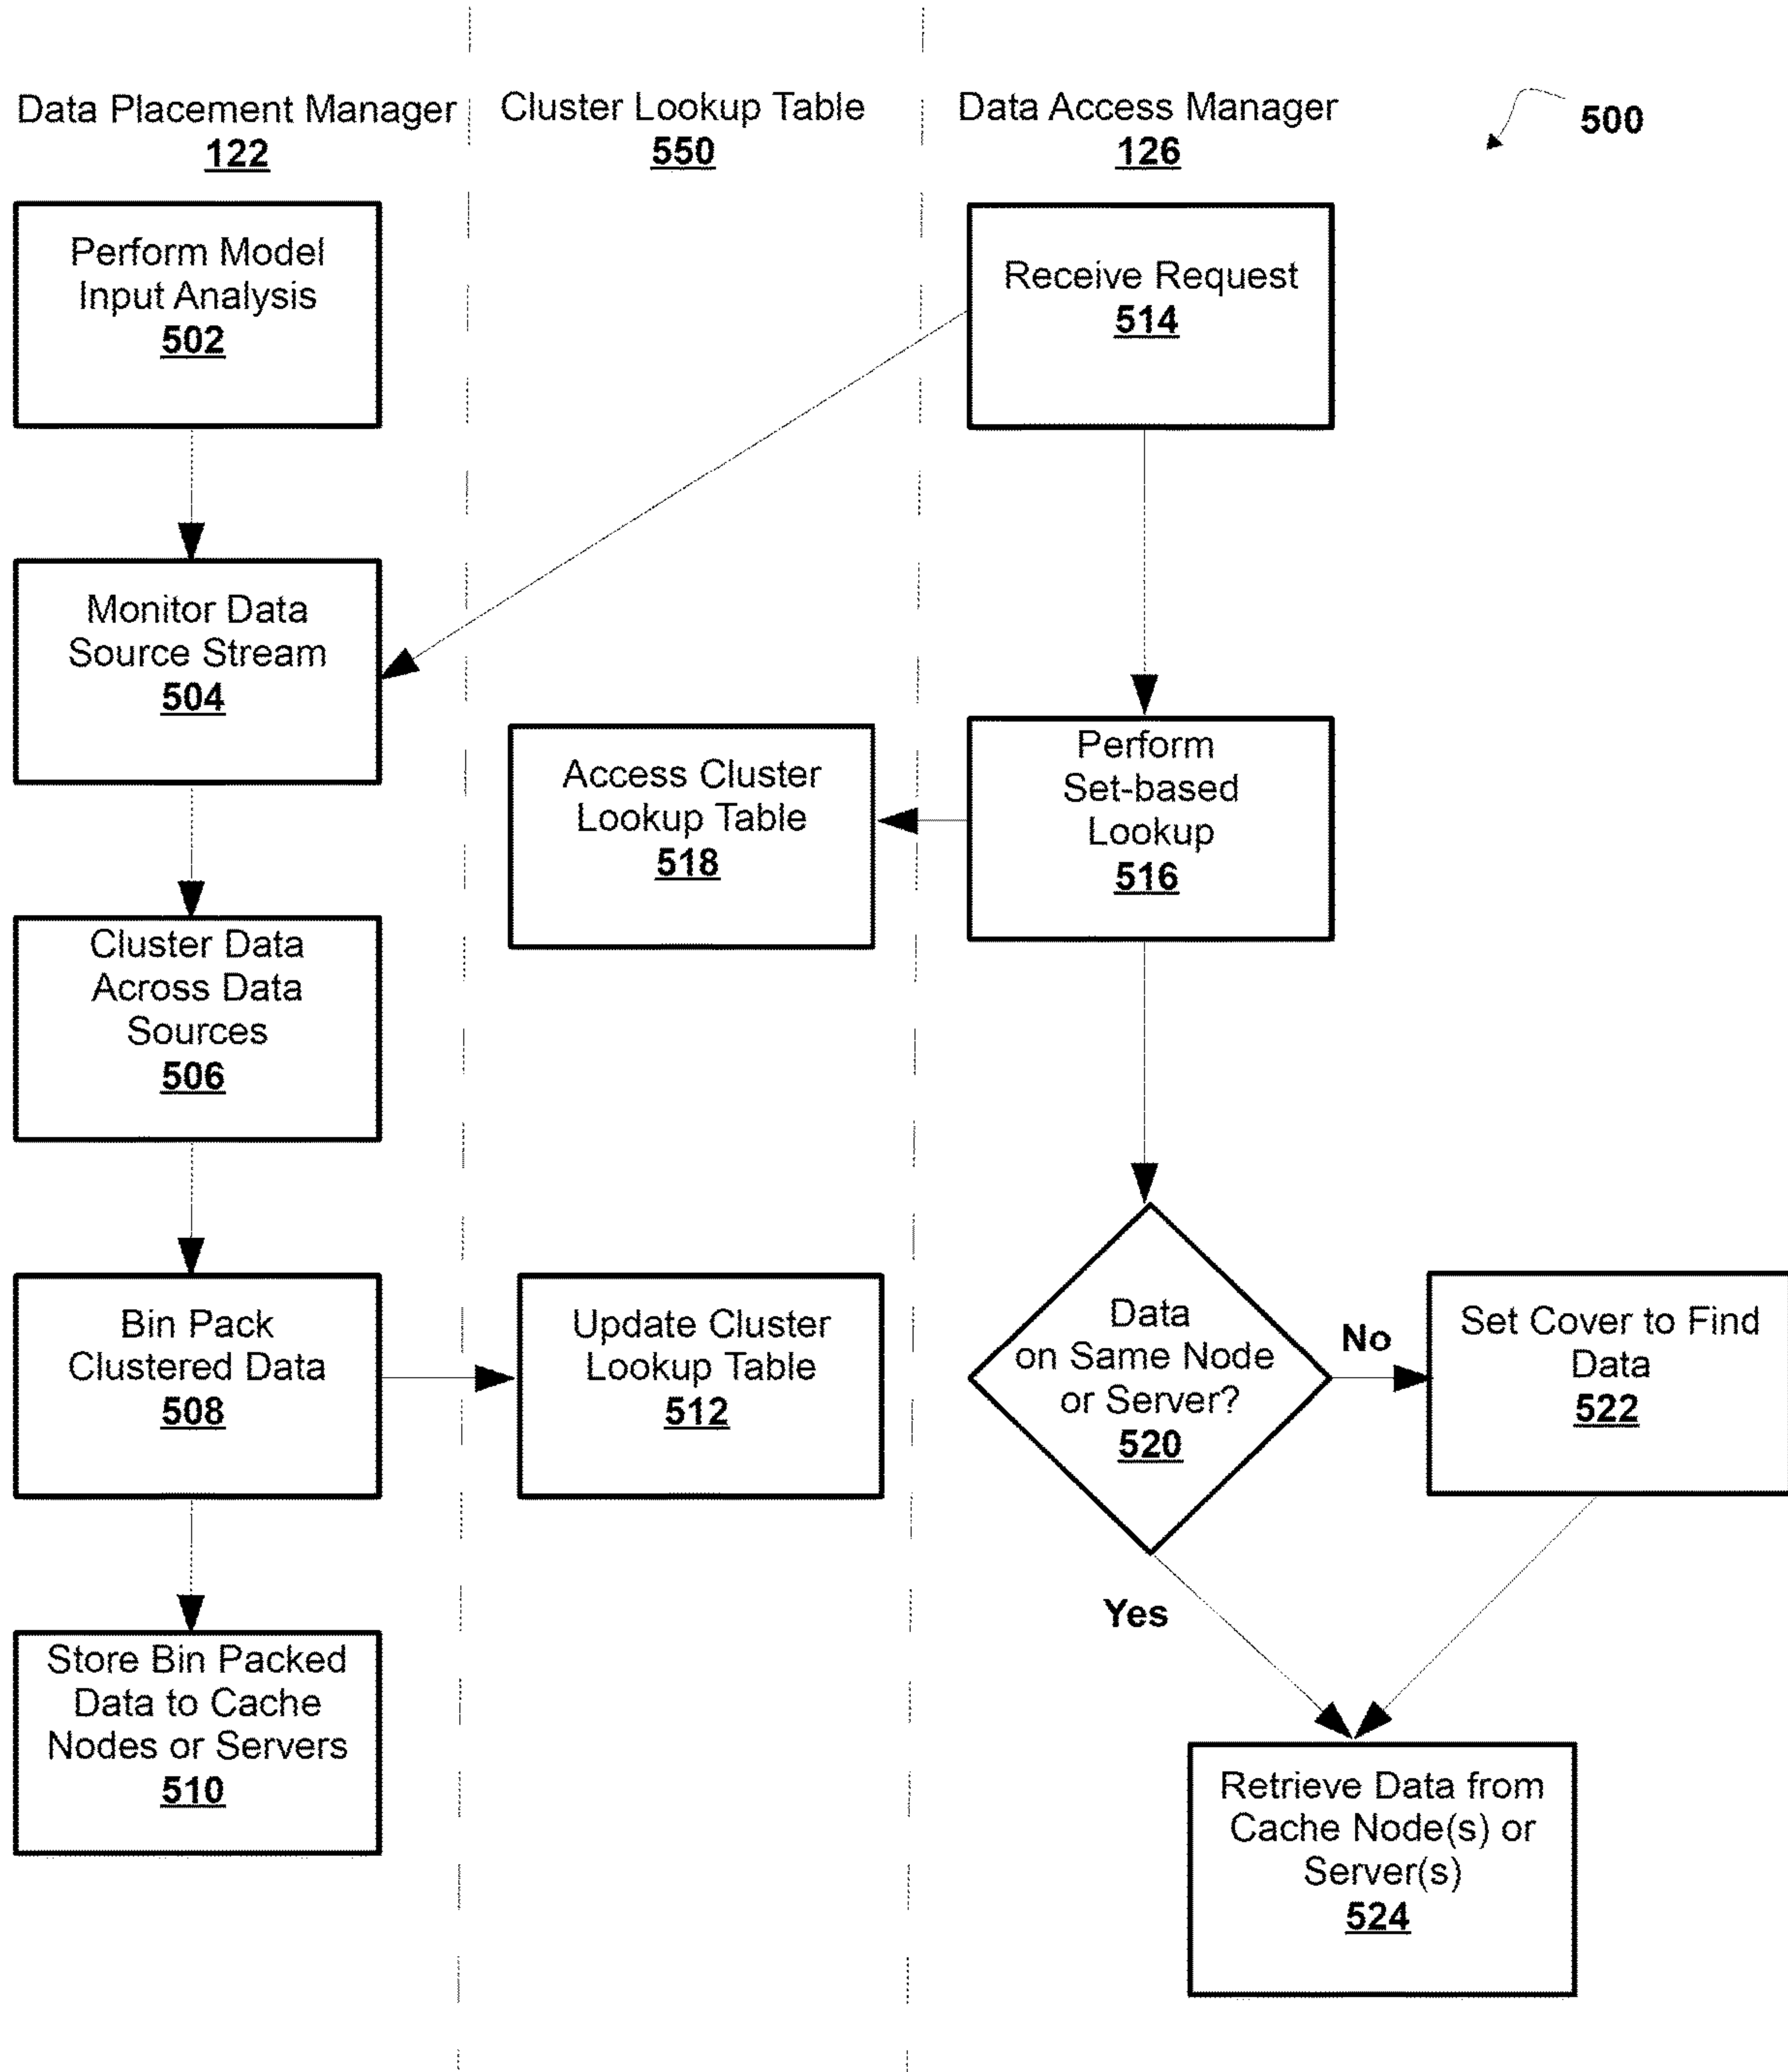 Data Placement Manager
122
Cluster Lookup Table
550
Data Access Manager
126
500
Perform Model
Input Analysis
502
Receive Request
514
Monitor Data
Source Stream
504
Access Cluster
Lookup Table
518
Perform
Set-based
Lookup
516
Cluster Data
Across Data
Sources
506
Bin Pack
Clustered Data
508
Update Cluster
Lookup Table
512
Data
on Same Node
or Server?
520
No
Set Cover to Find
Data
522
Yes
Store Bin Packed
Data to Cache
Nodes or Servers
510
Retrieve Data from
Cache Node(s) or
Server(s)
524